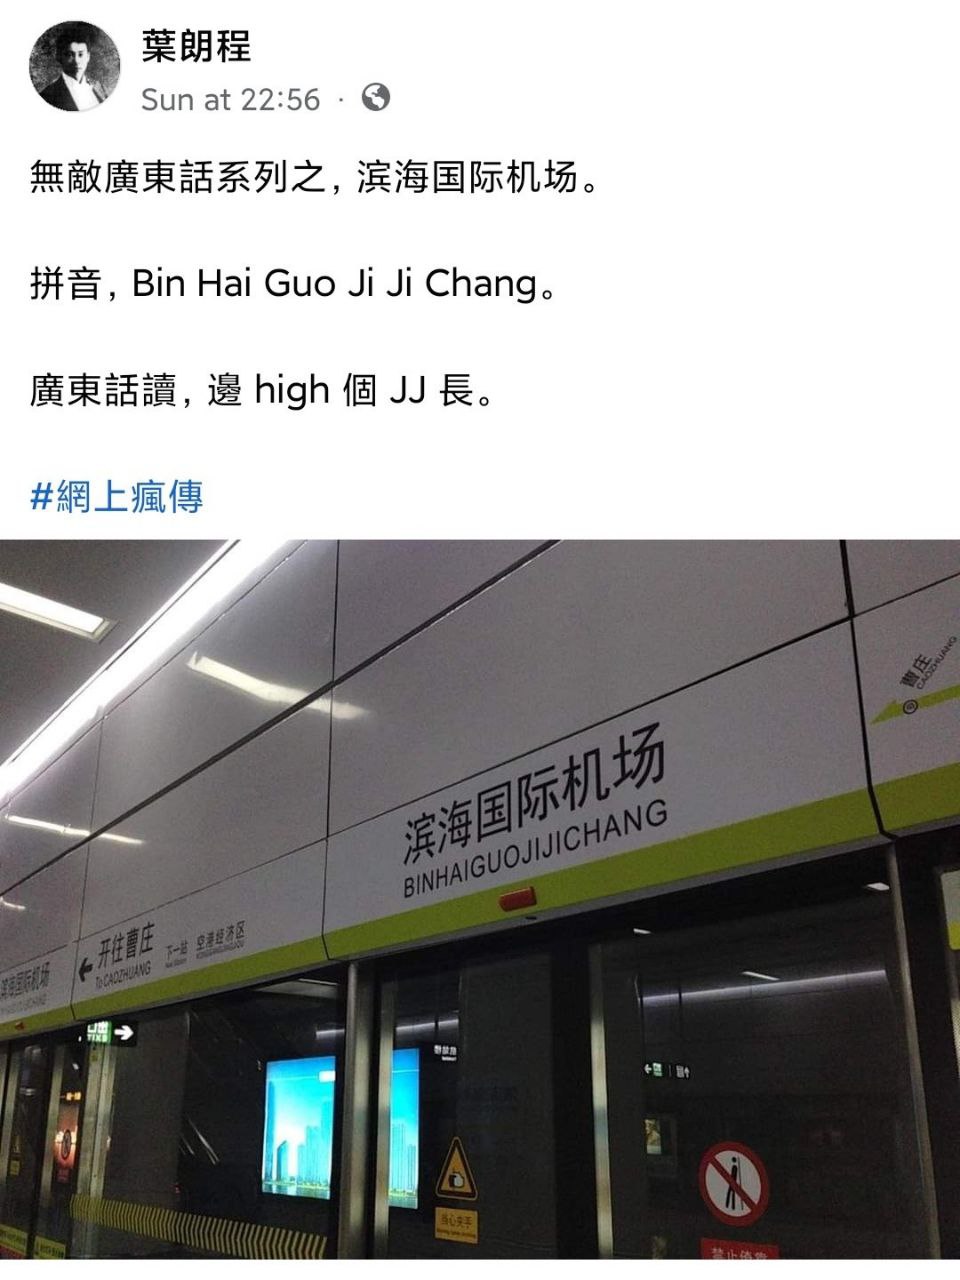 葉朗程
Sun at 22:56 ·
無敵廣東話系列之, 滨海国际机场。
拼音, Bin Hai Guo Ji Ji Chang。
廣東話讀, 邊 high 個 JJ 長。
#網上瘋傳
曹庄
CAOZHUANG
滨海国际机场
BINHAIGUOJIJICHANG
开往曹庄
To CAOZHUANG
下一站
Next Station
空港经济区
滨海国际机场
当心夹手
禁止倚靠